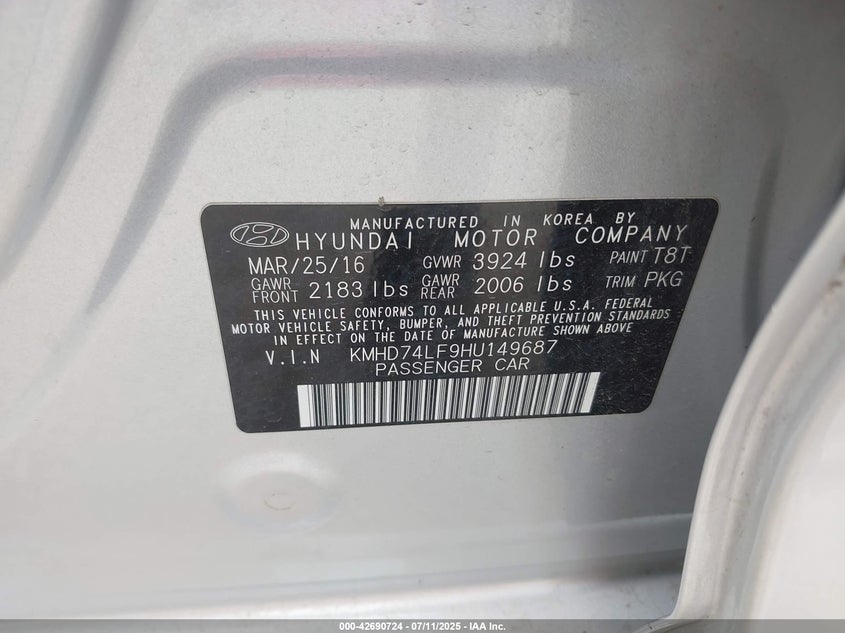 MANUFACTURED IN KOREA BY
HYUNDAI MOTOR COMPANY
MAR/25/16 GVWR 3924 lbs PAINT T8T
GAWR FRONT 2183 lbs GAWR REAR 2006 lbs TRIM PKG
THIS VEHICLE CONFORMS TO ALL APPLICABLE U.S.A. FEDERAL
MOTOR VEHICLE SAFETY, BUMPER, AND THEFT PREVENTION STANDARDS
IN EFFECT ON THE DATE OF MANUFACTURE SHOWN ABOVE
V.I.N KMHD74LF9HU149687
PASSENGER CAR
000-42690724 - 07/11/2025 - IAA Inc.